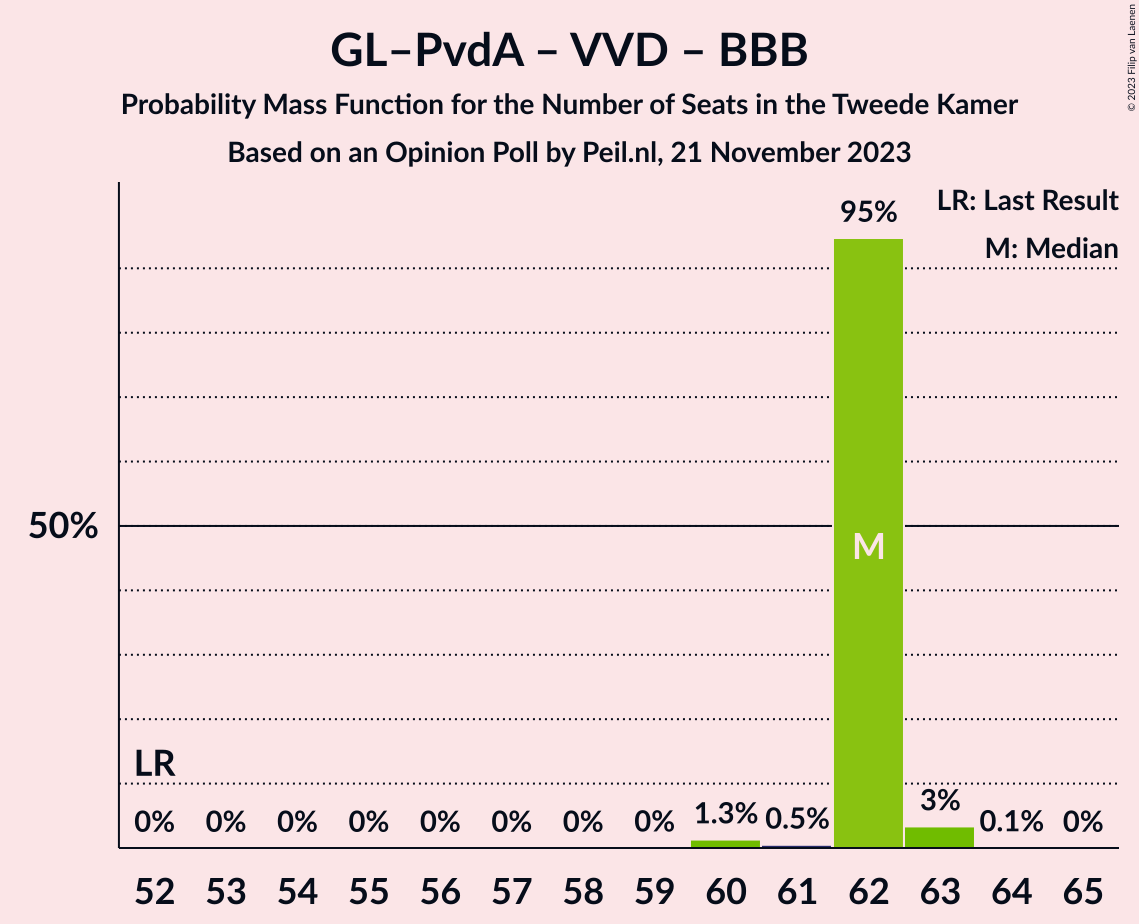 GL–PvdA – VVD – BBB
Probability Mass Function for the Number of Seats in the Tweede Kamer
Based on an Opinion Poll by Peil.nl, 21 November 2023
© 2023 Filip van Laenen
LR: Last Result
M: Median
95%
50%
M
LR
0% 0% 0% 0% 0% 0% 0% 0% 1.3% 0.5% 3% 0.1% 0%
52 53 54 55 56 57 58 59 60 61 62 63 64 65